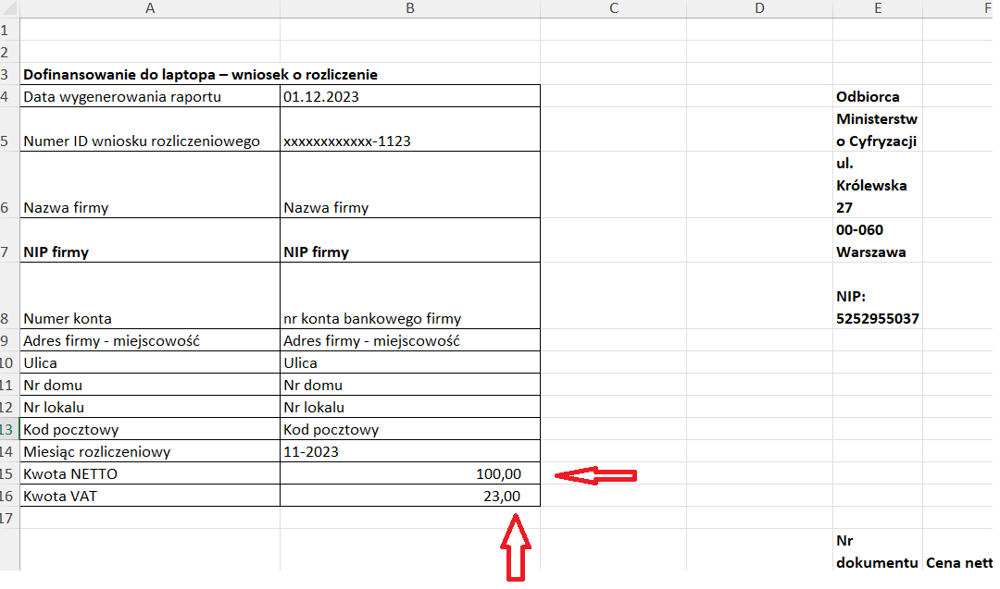 A B C D E F
1
2
3 Dofinansowanie do laptopa – wniosek o rozliczenie
4 Data wygenerowania raportu 01.12.2023
5 Numer ID wniosku rozliczeniowego xxxxxxxxxxxx-1123
6 Nazwa firmy Nazwa firmy
7 NIP firmy NIP firmy
8 Numer konta nr konta bankowego firmy
9 Adres firmy - miejscowość Adres firmy - miejscowość
10 Ulica Ulica
11 Nr domu Nr domu
12 Nr lokalu Nr lokalu
13 Kod pocztowy Kod pocztowy
14 Miesiąc rozliczeniowy 11-2023
15 Kwota NETTO 100,00
16 Kwota VAT 23,00
17
Odbiorca
Ministerstw
o Cyfryzacji
ul.
Królewska
27
00-060
Warszawa
NIP:
5252955037
Nr
dokumentu Cena nett